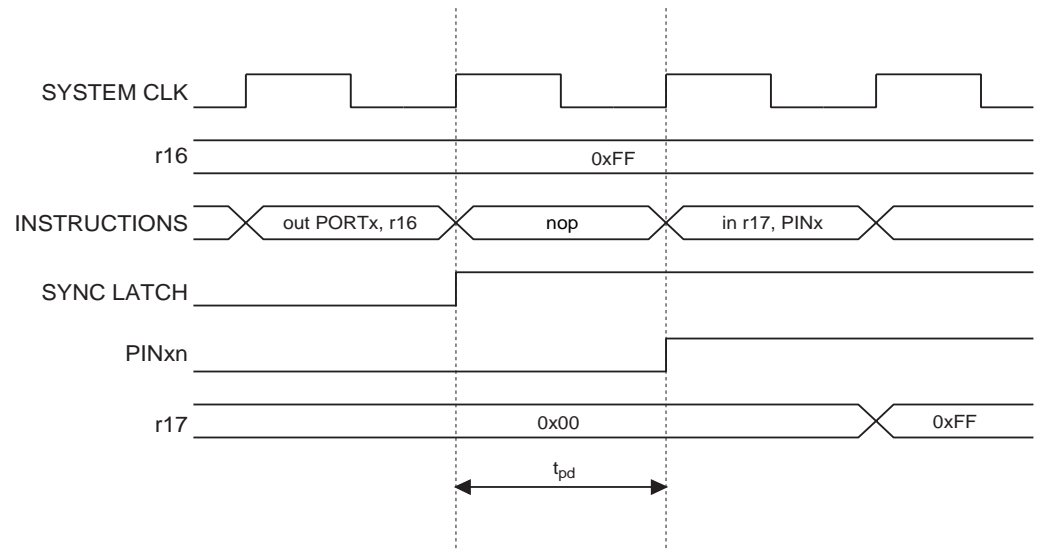 SYSTEM CLK
r16
0xFF
INSTRUCTIONS
out PORTx, r16
nop
in r17, PINx
SYNC LATCH
PINxn
r17
0x00
0xFF
tpd